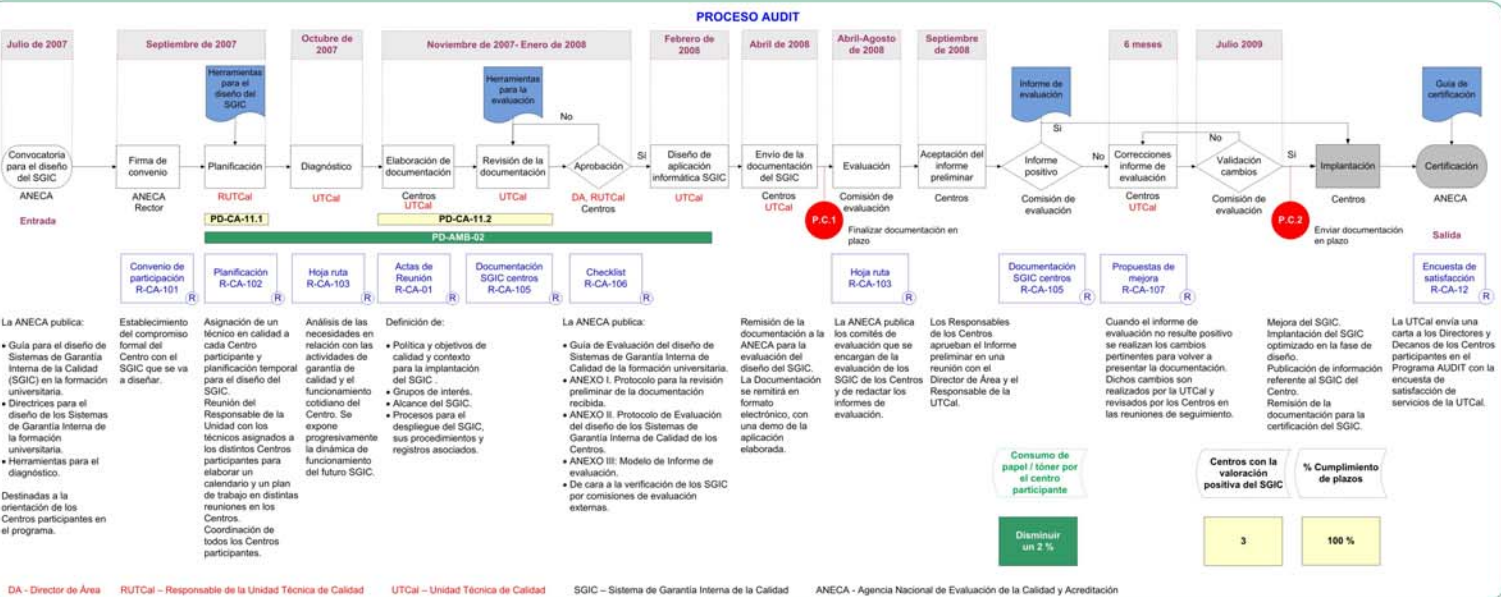 PROCESO AUDIT
Julio de 2007
Septiembre de 2007
Octubre de
2007
Noviembre de 2007- Enero de 2008
Febrero de
2008
Abril de 2008
Abril-Agosto
de 2008
Septiembre
de 2008
6 meses
Julio 2009
Herramientas
para el
diseño del
SGIC
Herramientas
para la
evaluación
Informe de
evaluación
Guía de
certificación
No
Si
No
Convocatoria
para el diseño
del SGIC
Firma de
convenio
Planificación
Diagnóstico
Elaboración de
documentación
Revisión de la
documentación
Aprobación
Si
Diseño de
aplicación
informática SGIC
Envío de la
documentación
del SGIC
Evaluación
Aceptación del
informe
preliminar
Informe
positivo
No
Correcciones
informe de
evaluación
Validación
cambios
Si
Implantación
Certificación
ANECA
ANECA
Rector
RUTCal
UTCal
Centros
UTCal
UTCal
DA, RUTCal
Centros
UTCal
Centros
UTCal
Comisión de
evaluación
Centros
Comisión de
evaluación
Centros
UTCal
Comisión de
evaluación
Centros
ANECA
Entrada
PD-CA-11.1
PD-CA-11.2
PD-AMB-02
P.C.1
Finalizar documentación en
plazo
P.C.2
Enviar documentación
en plazo
Salida
Convenio de
participación
R-CA-101
R
Planificación
R-CA-102
R
Hoja ruta
R-CA-103
R
Actas de
Reunión
R-CA-01
R
Documentación
SGIC centros
R-CA-105
R
Checklist
R-CA-106
R
Hoja ruta
R-CA-103
R
Documentación
SGIC centros
R-CA-105
R
Propuestas de
mejora
R-CA-107
R
Encuesta de
satisfacción
R-CA-12
R
La ANECA publica:
• Guía para el diseño de
Sistemas de Garantía
Interna de la Calidad
(SGIC) en la formación
universitaria.
• Directrices para el
diseño de los Sistemas
de Garantía Interna de
la formación
universitaria.
• Herramientas para el
diagnóstico.
Destinadas a la
orientación de los
Centros participantes en
el programa.
Establecimiento
del compromiso
formal del
Centro con el
SGIC que se va
a diseñar.
Asignación de un
técnico en calidad a
cada Centro
participante y
planificación temporal
para el diseño del
SGIC.
Reunión del
Responsable de la
Unidad con los
técnicos asignados a
los distintos Centros
participantes para
elaborar un
calendario y un plan
de trabajo en distintas
reuniones en los
Centros.
Coordinación de
todos los Centros
participantes.
Análisis de las
necesidades en
relación con las
actividades de
garantía de
calidad y el
funcionamiento
cotidiano del
Centro. Se
expone
progresivamente
la dinámica de
funcionamiento
del futuro SGIC.
Definición de:
• Política y objetivos de
calidad y contexto
para la implantación
del SGIC .
• Grupos de interés.
• Alcance del SGIC.
• Procesos para el
despliegue del SGIC,
sus procedimientos y
registros asociados.
La ANECA publica:
• Guía de Evaluación del diseño de
Sistemas de Garantía Interna de
Calidad de la formación universitaria.
• ANEXO I. Protocolo para la revisión
preliminar de la documentación
recibida.
• ANEXO II. Protocolo de Evaluación
del diseño de los Sistemas de
Garantía Interna de Calidad de los
Centros.
• ANEXO III: Modelo de Informe de
evaluación.
• De cara a la verificación de los SGIC
por comisiones de evaluación
externas.
Remisión de la
documentación a la
ANECA para la
evaluación del
diseño del SGIC.
La Documentación
se remitirá en
formato
electrónico, con
una demo de la
aplicación
elaborada.
La ANECA publica
los comités de
evaluación que se
encargan de la
evaluación de los
SGIC de los Centros
y de redactar los
informes de
evaluación.
Los Responsables
de los Centros
aprueban el Informe
preliminar en una
reunión con el
Director de Área y el
Responsable de la
UTCal.
Cuando el informe de
evaluación no resulte positivo
se realizan los cambios
pertinentes para volver a
presentar la documentación.
Dichos cambios son
realizados por la UTCal y
revisados por los Centros en
las reuniones de seguimiento.
Mejora del SGIC.
Implantación del SGIC
optimizado en la fase de
diseño.
Publicación de información
referente al SGIC del
Centro.
Remisión de la
documentación para la
certificación del SGIC.
La UTCal envía una
carta a los Directores y
Decanos de los Centros
participantes en el
Programa AUDIT con la
encuesta de
satisfacción de
servicios de la UTCal.
Consumo de
papel / tóner por
el centro
participante
Centros con la
valoración
positiva del SGIC
% Cumplimiento
de plazos
Disminuir
un 2 %
3
100 %
DA - Director de Área
RUTCal – Responsable de la Unidad Técnica de Calidad
UTCal – Unidad Técnica de Calidad
SGIC – Sistema de Garantía Interna de la Calidad
ANECA - Agencia Nacional de Evaluación de la Calidad y Acreditación